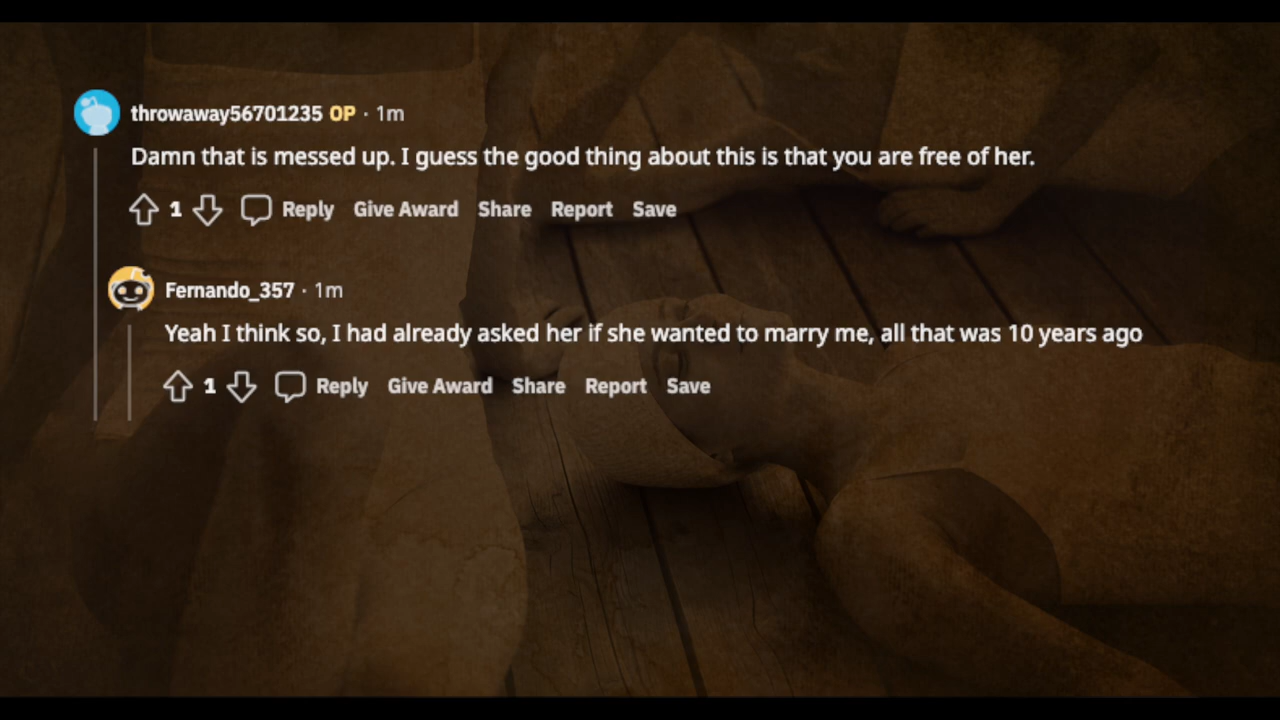 throwaway56701235 OP · 1m
Damn that is messed up. I guess the good thing about this is that you are free of her.
1 Reply Give Award Share Report Save
Fernando_357 · 1m
Yeah I think so, I had already asked her if she wanted to marry me, all that was 10 years ago
1 Reply Give Award Share Report Save